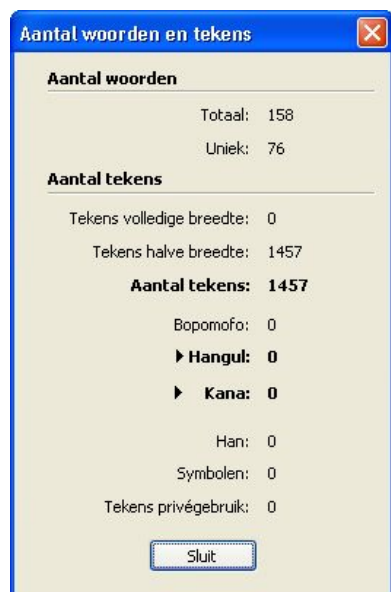 Aantal woorden en tekens
Aantal woorden
Totaal: 158
Uniek: 76
Aantal tekens
Tekens volledige breedte: 0
Tekens halve breedte: 1457
Aantal tekens: 1457
Bopomofo: 0
Hangul: 0
Kana: 0
Han: 0
Symbolen: 0
Tekens privégebruik: 0
Sluit